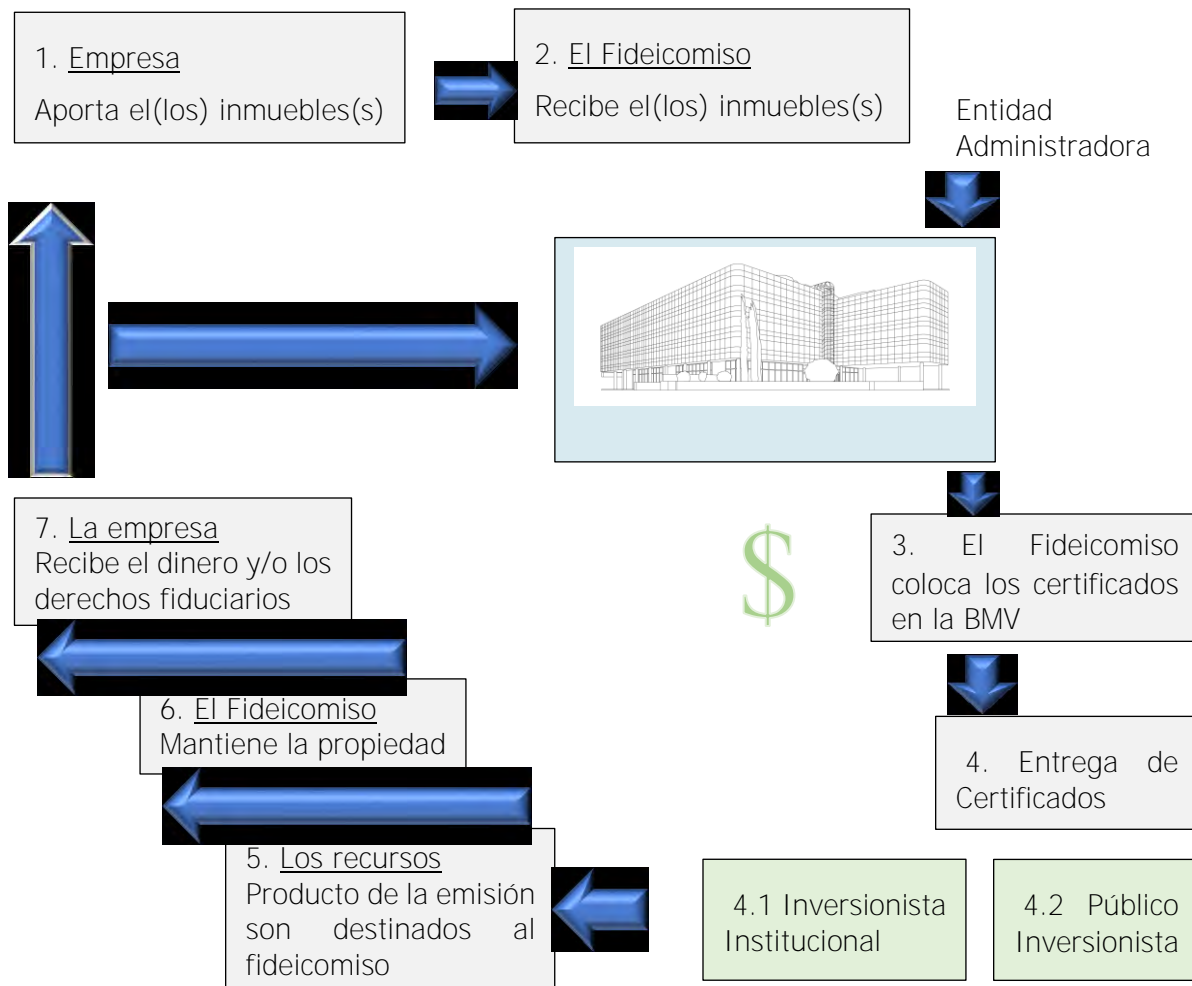 1. Empresa
Aporta el(los) inmuebles(s)
2. El Fideicomiso
Recibe el(los) inmuebles(s)
Entidad
Administradora
7. La empresa
Recibe el dinero y/o los
derechos fiduciarios
$
3. El Fideicomiso
coloca los certificados
en la BMV
6. El Fideicomiso
Mantiene la propiedad
4. Entrega de
Certificados
5. Los recursos
Producto de la emisión
son destinados al
fideicomiso
4.1 Inversionista
Institucional
4.2 Público
Inversionista